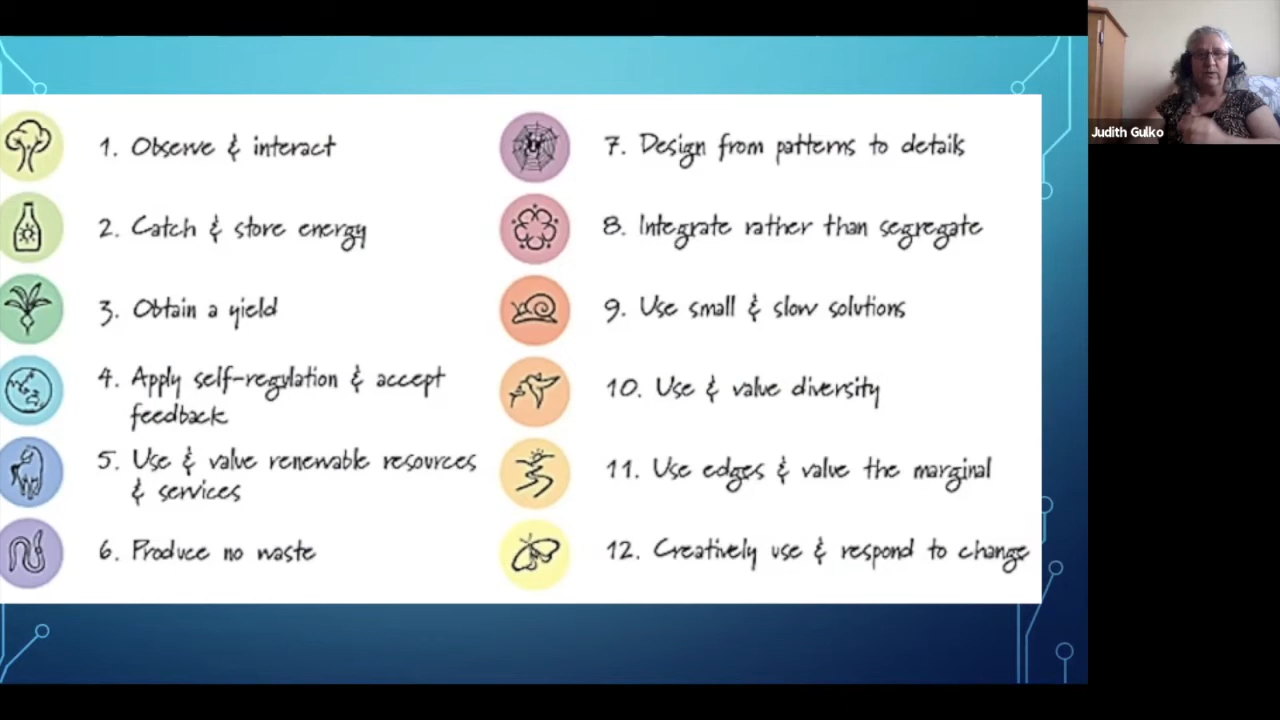 1. Observe & interact
2. Catch & store energy
3. Obtain a yield
4. Apply self-regulation & accept
feedback
5. Use & value renewable resources
& services
6. Produce no waste
7. Design from patterns to details
8. Integrate rather than segregate
9. Use small & slow solutions
10. Use & value diversity
11. Use edges & value the marginal
12. Creatively use & respond to change
Judith Gulko